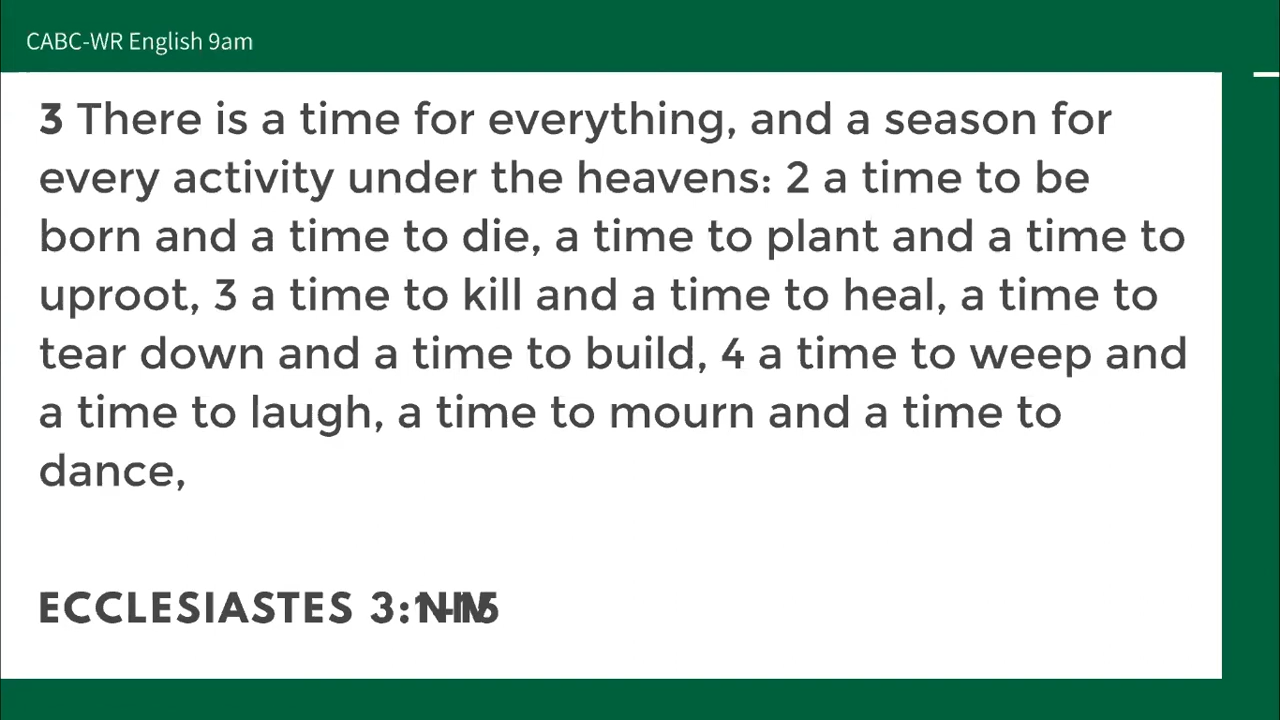 CABC-WR English 9am
3 There is a time for everything, and a season for
every activity under the heavens: 2 a time to be
born and a time to die, a time to plant and a time to
uproot, 3 a time to kill and a time to heal, a time to
tear down and a time to build, 4 a time to weep and
a time to laugh, a time to mourn and a time to
dance,
ECCLESIASTES 3: